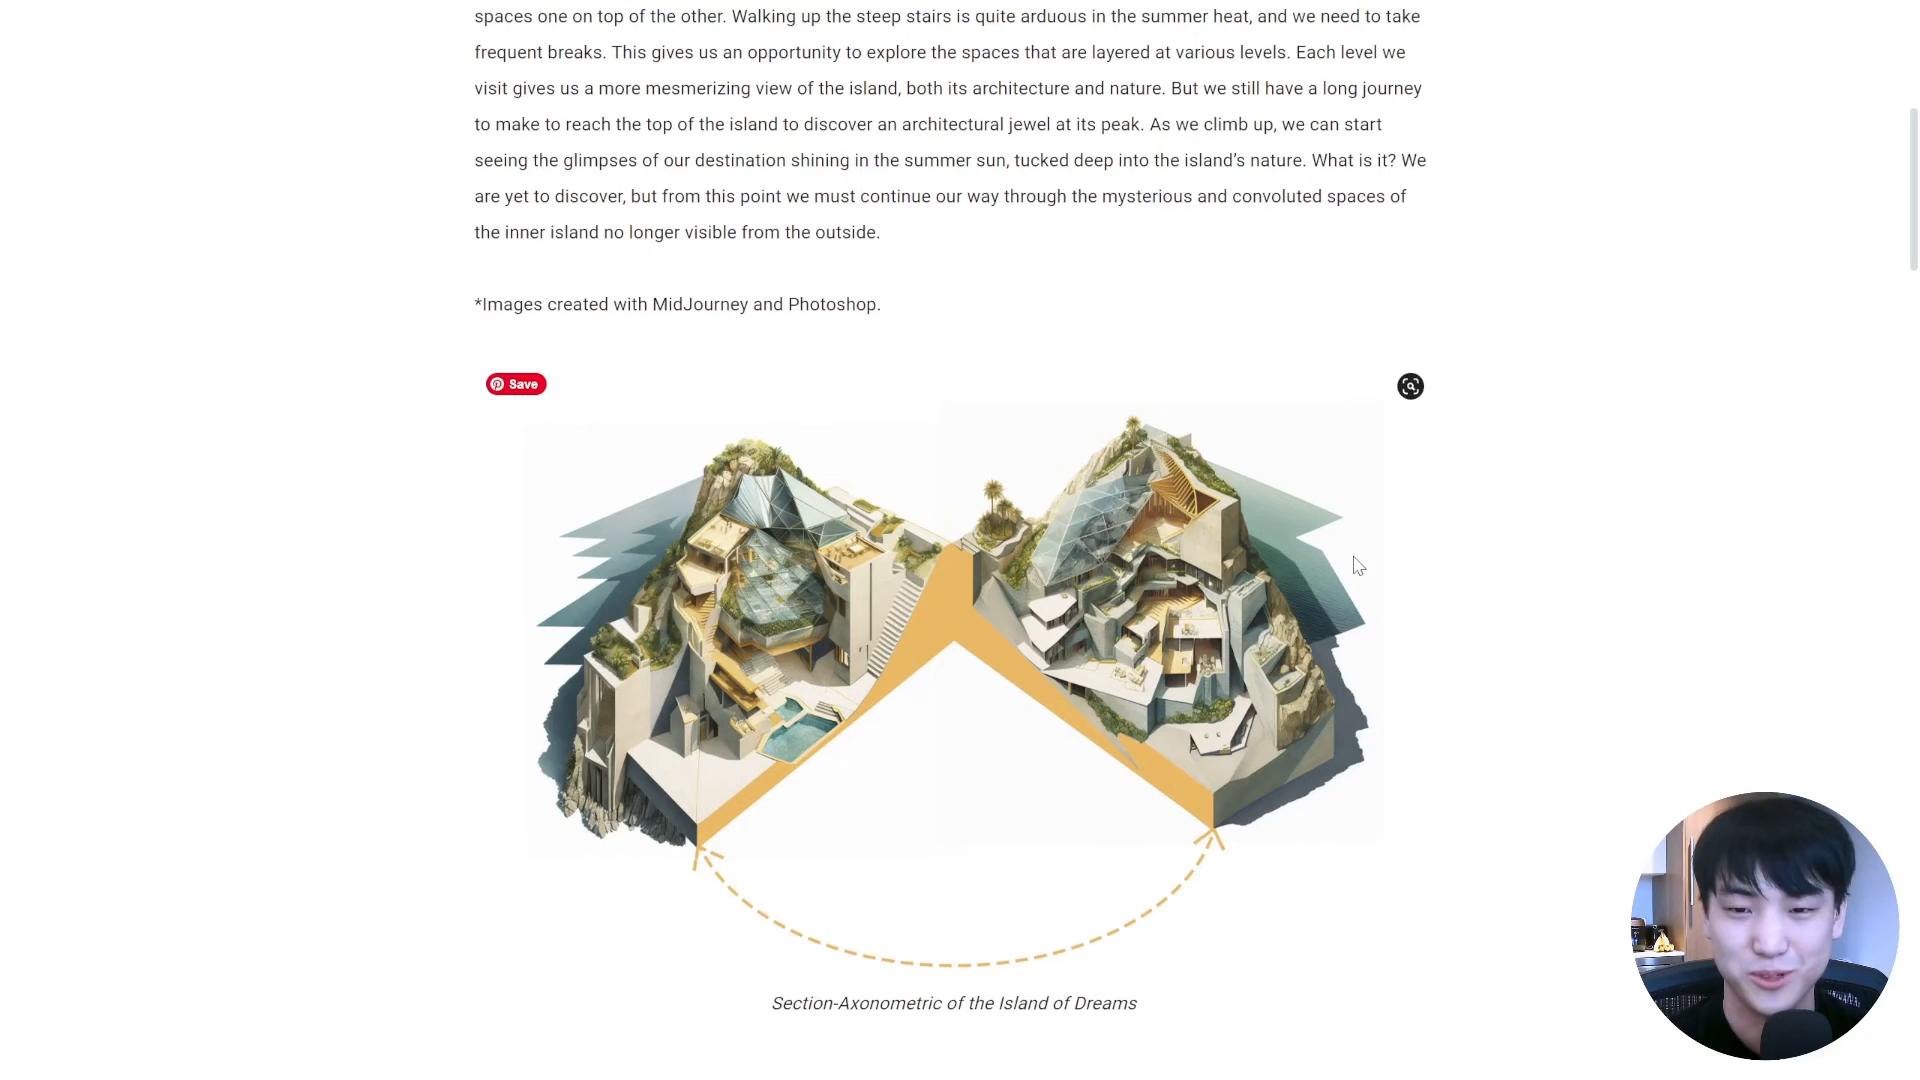 spaces one on top of the other. Walking up the steep stairs is quite arduous in the summer heat, and we need to take
frequent breaks. This gives us an opportunity to explore the spaces that are layered at various levels. Each level we
visit gives us a more mesmerizing view of the island, both its architecture and nature. But we still have a long journey
to make to reach the top of the island to discover an architectural jewel at its peak. As we climb up, we can start
seeing the glimpses of our destination shining in the summer sun, tucked deep into the island’s nature. What is it? We
are yet to discover, but from this point we must continue our way through the mysterious and convoluted spaces of
the inner island no longer visible from the outside.
*Images created with MidJourney and Photoshop.
Save
Section-Axonometric of the Island of Dreams